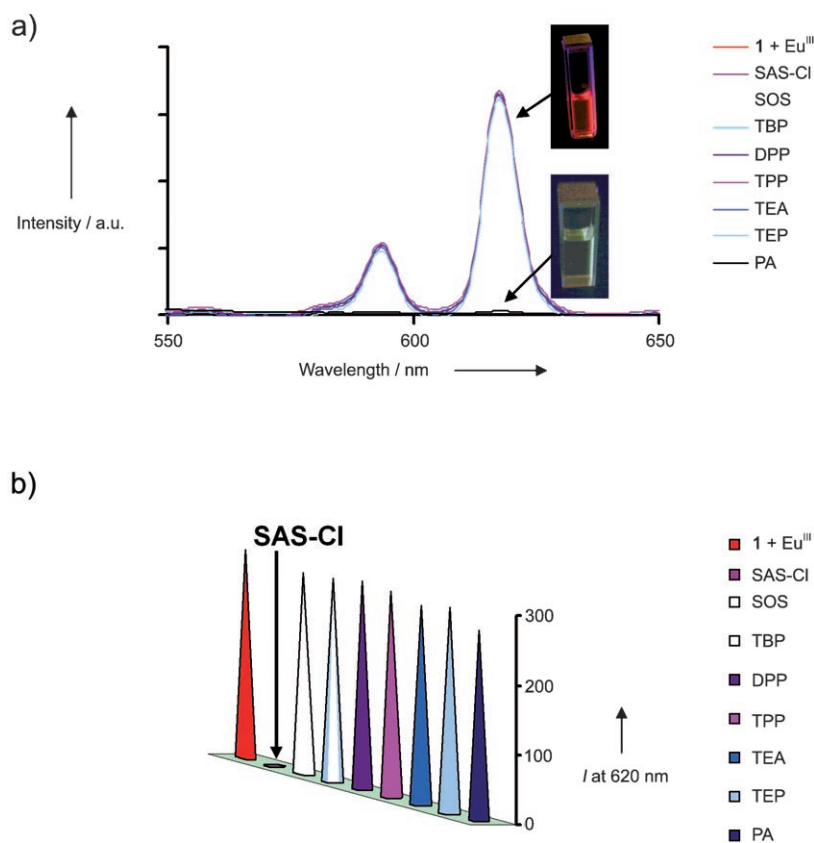 a)
Intensity / a.u.
550
600
650
Wavelength / nm
1 + Eu^III
SAS-Cl
SOS
TBP
DPP
TPP
TEA
TEP
PA
b)
SAS-Cl
300
200
100
0
I at 620 nm
1 + Eu^III
SAS-Cl
SOS
TBP
DPP
TPP
TEA
TEP
PA